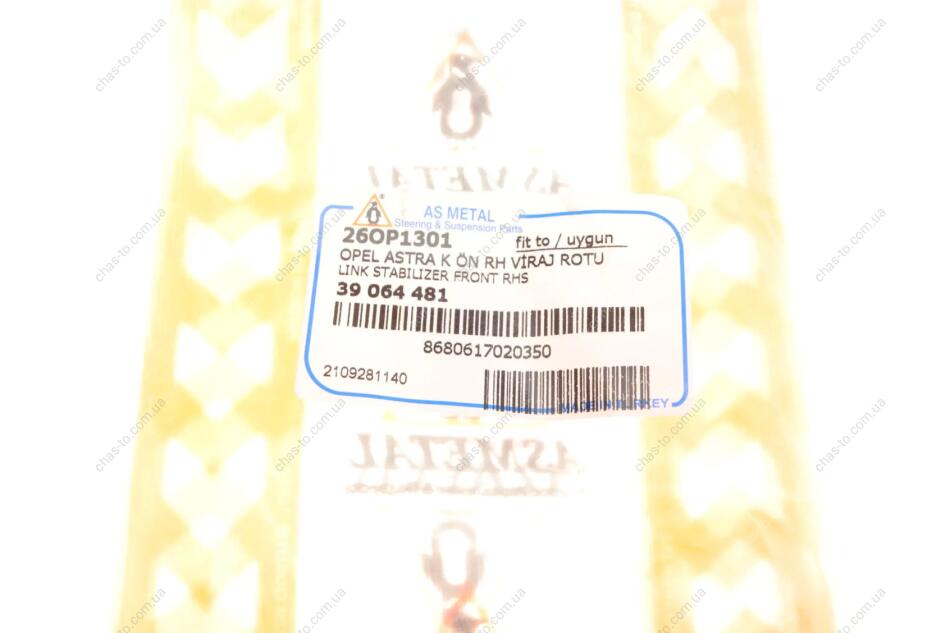 AS METAL
Steering & Suspension Parts
26OP1301 fit to / uygun
OPEL ASTRA K ÖN RH VİRAJ ROTU
LINK STABILIZER FRONT RHS
39 064 481
8680617020350
2109281140
MADE IN TURKEY
ASMETAL
ASMETAL
chas-to.com.ua